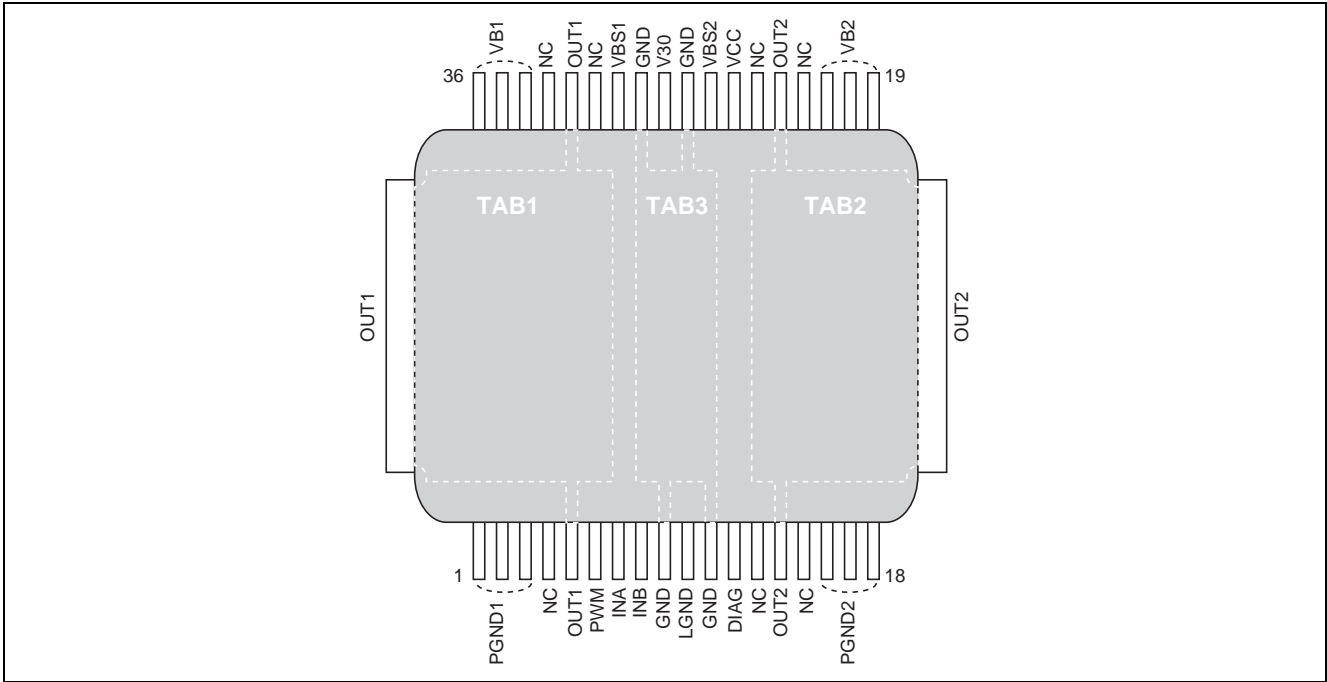 36
VB1
NC
OUT1
NC
VBS1
GND
V30
GND
VBS2
VCC
NC
OUT2
NC
VB2
19
TAB1
TAB3
TAB2
OUT1
OUT2
1
PGND1
NC
OUT1
PWM
INA
INB
GND
LGND
GND
DIAG
NC
OUT2
NC
PGND2
18